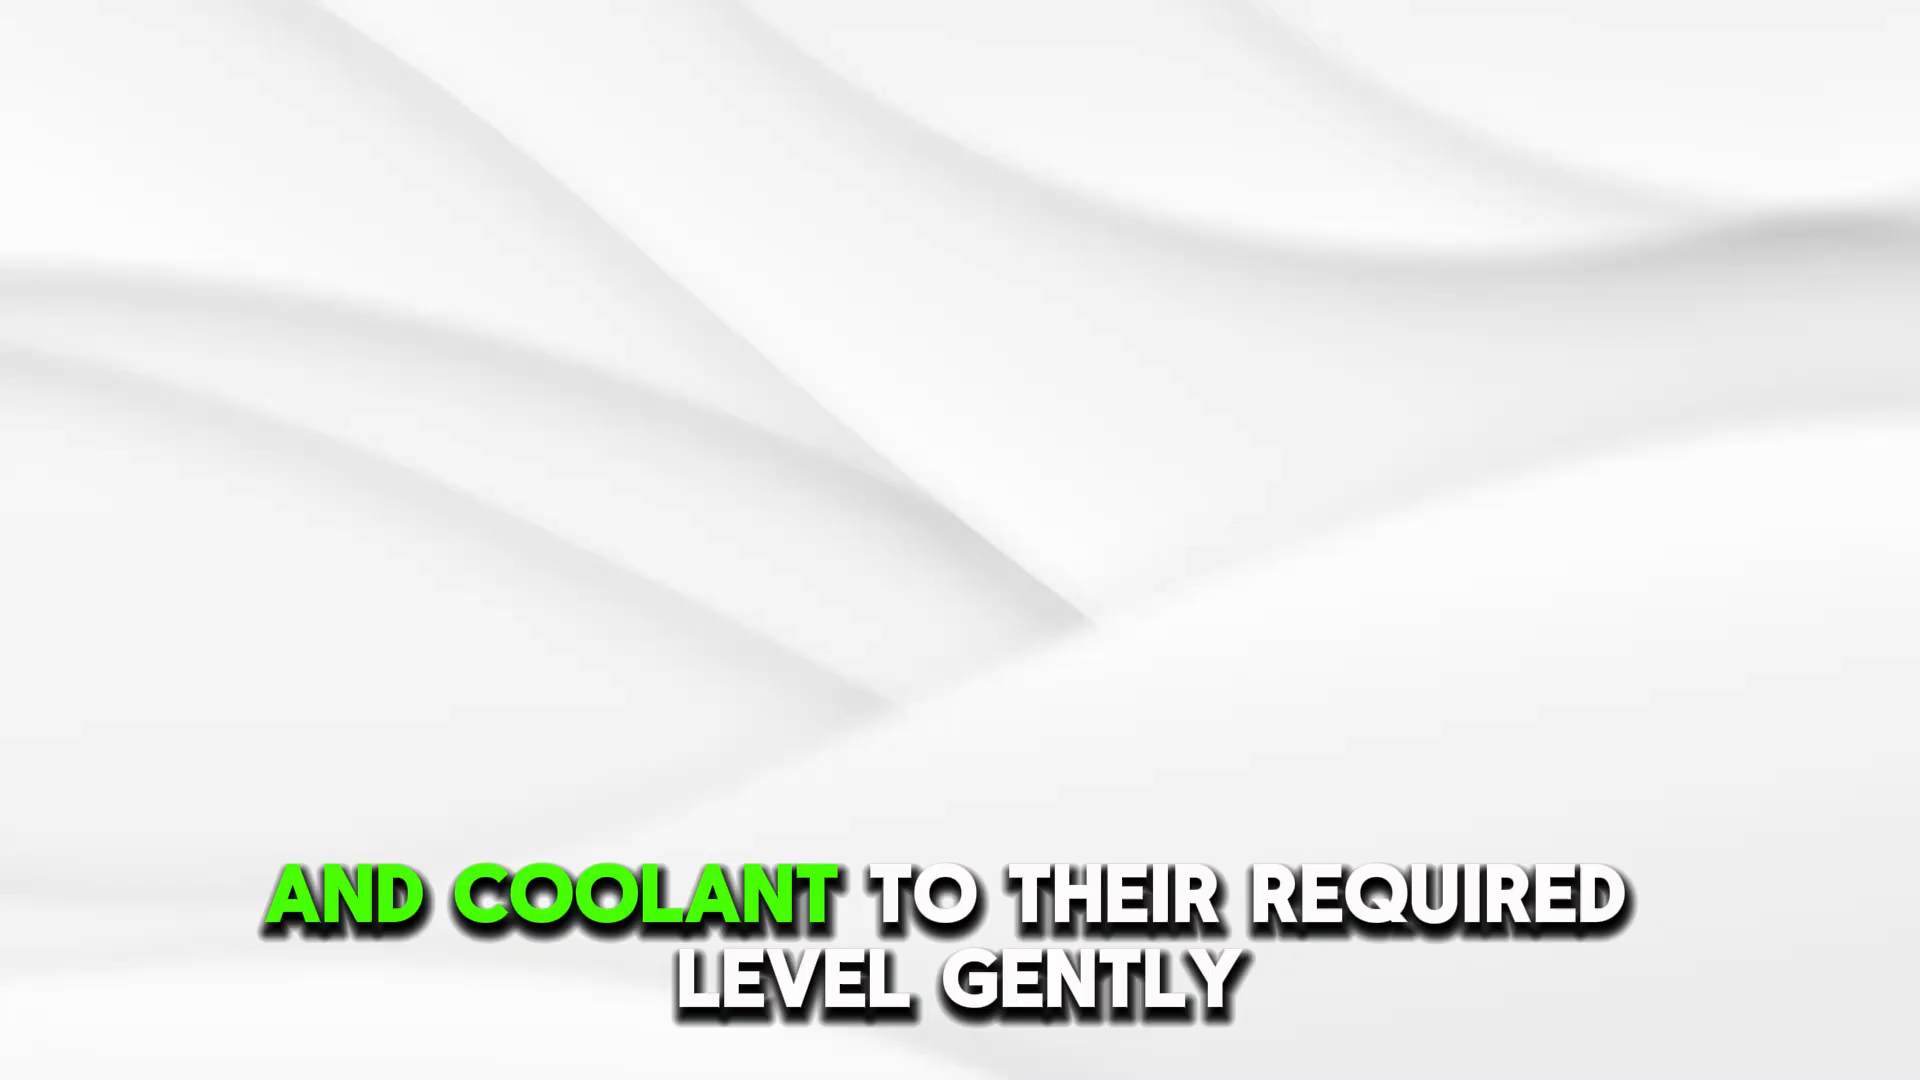 AND COOLANT TO THEIR REQUIRED
LEVEL GENTLY